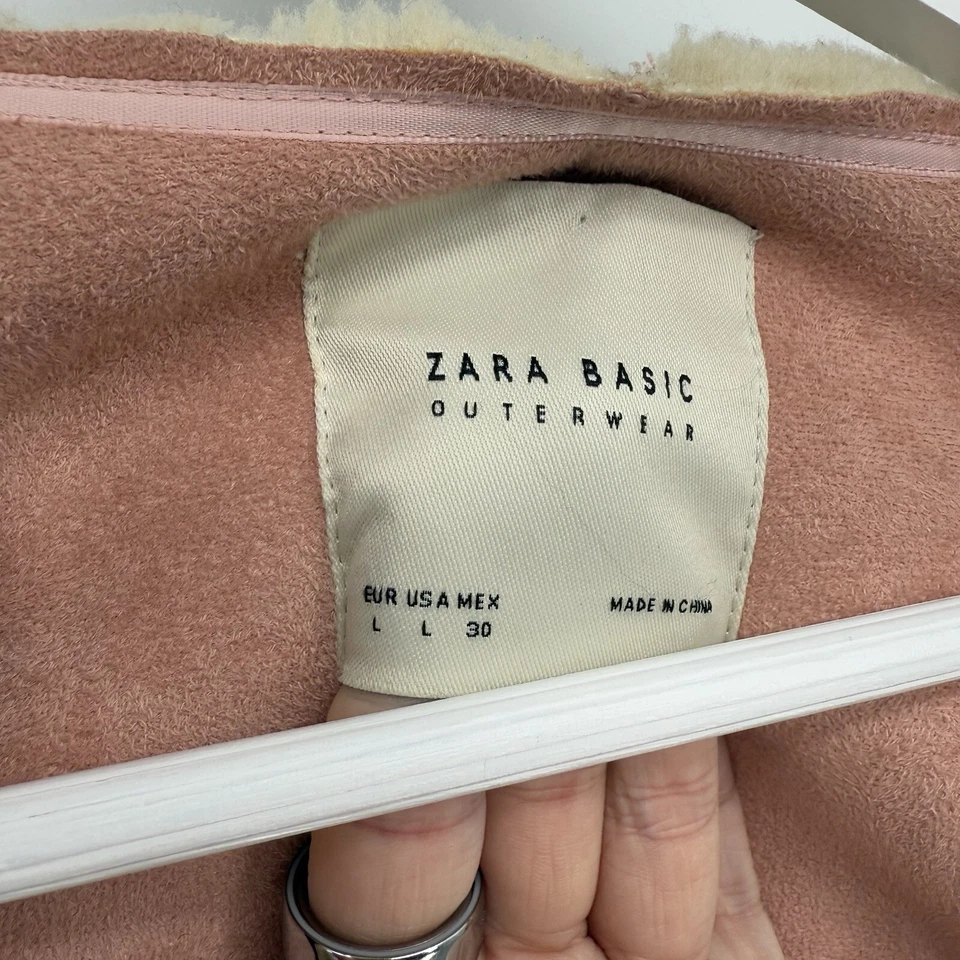 ZARA BASIC
OUTERWEAR
EUR USA MEX
L L 30
MADE IN CHINA